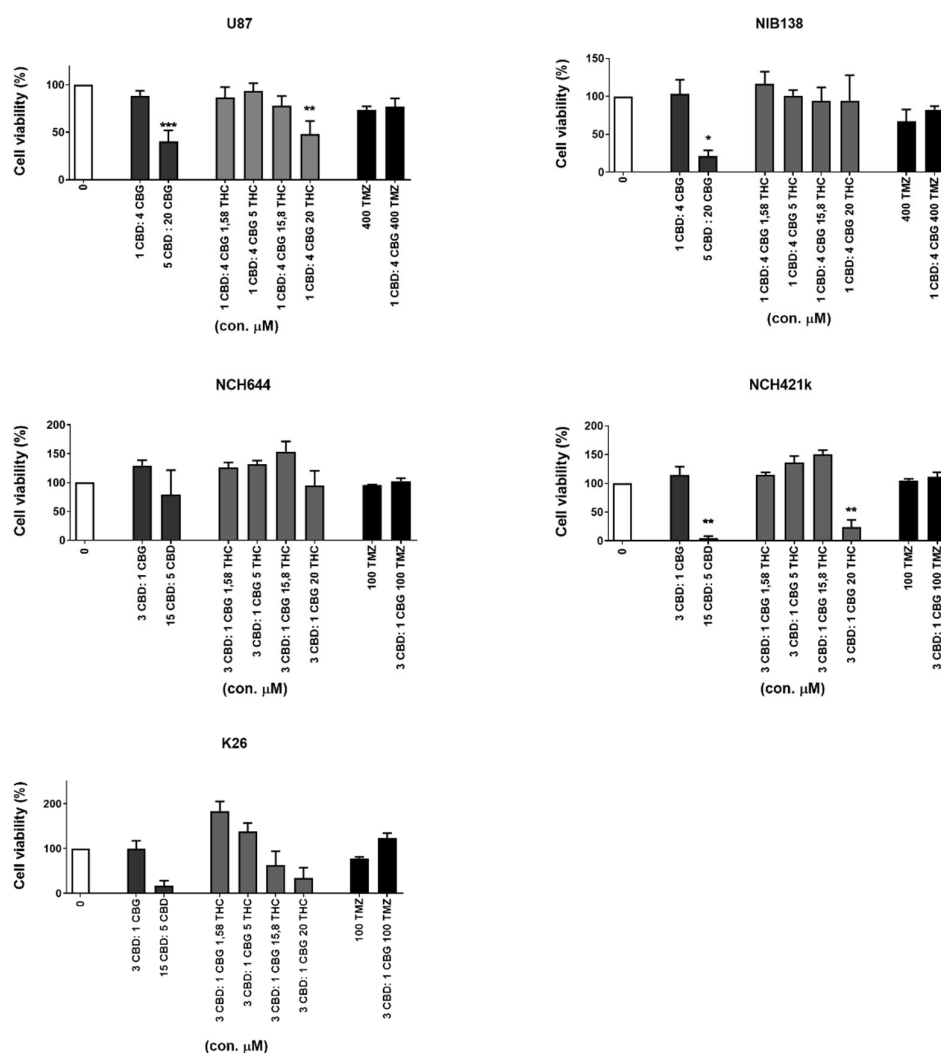 U87
Cell viability (%)
100
50
0
***
**
0
1 CBD: 4 CBG
5 CBD : 20 CBG
1 CBD: 4 CBG 1,58 THC
1 CBD: 4 CBG 5 THC
1 CBD: 4 CBG 15,8 THC
1 CBD: 4 CBG 20 THC
400 TMZ
1 CBD: 4 CBG 400 TMZ
(con. µM)
NIB138
Cell viability (%)
150
100
50
0
*
0
1 CBD: 4 CBG
5 CBD : 20 CBG
1 CBD: 4 CBG 1,58 THC
1 CBD: 4 CBG 5 THC
1 CBD: 4 CBG 15,8 THC
1 CBD: 4 CBG 20 THC
400 TMZ
1 CBD: 4 CBG 400 TMZ
(con. µM)
NCH644
Cell viability (%)
200
150
100
50
0
0
3 CBD: 1 CBG
15 CBD: 5 CBD
3 CBD: 1 CBG 1,58 THC
3 CBD: 1 CBG 5 THC
3 CBD: 1 CBG 15,8 THC
3 CBD: 1 CBG 20 THC
100 TMZ
3 CBD: 1 CBG 100 TMZ
(con. µM)
NCH421k
Cell viability (%)
200
150
100
50
0
**
**
0
3 CBD: 1 CBG
15 CBD: 5 CBD
3 CBD: 1 CBG 1,58 THC
3 CBD: 1 CBG 5 THC
3 CBD: 1 CBG 15,8 THC
3 CBD: 1 CBG 20 THC
100 TMZ
3 CBD: 1 CBG 100 TMZ
(con. µM)
K26
Cell viability (%)
200
100
0
0
3 CBD: 1 CBG
15 CBD: 5 CBD
3 CBD: 1 CBG 1,58 THC
3 CBD: 1 CBG 5 THC
3 CBD: 1 CBG 15,8 THC
3 CBD: 1 CBG 20 THC
100 TMZ
3 CBD: 1 CBG 100 TMZ
(con. µM)